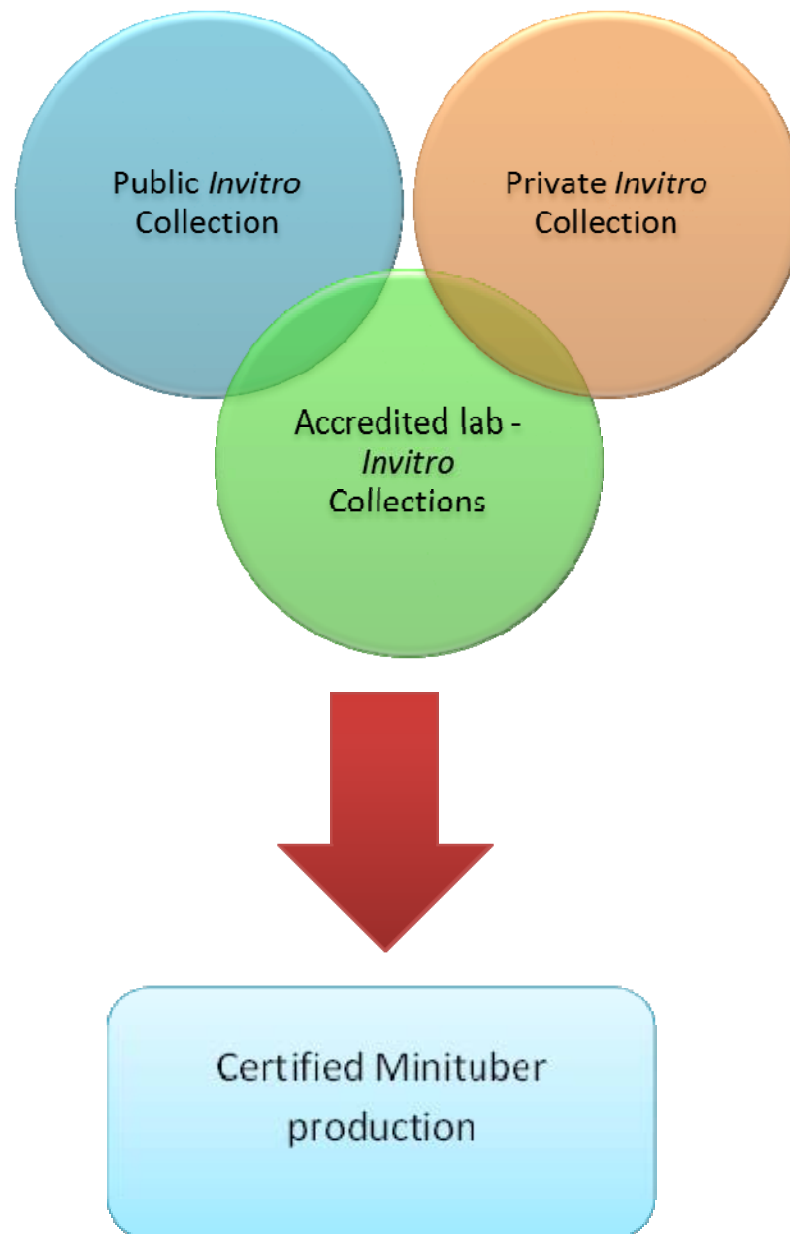 Public Invitro
Collection
Private Invitro
Collection
Accredited lab -
Invitro
Collections
Certified Minituber
production